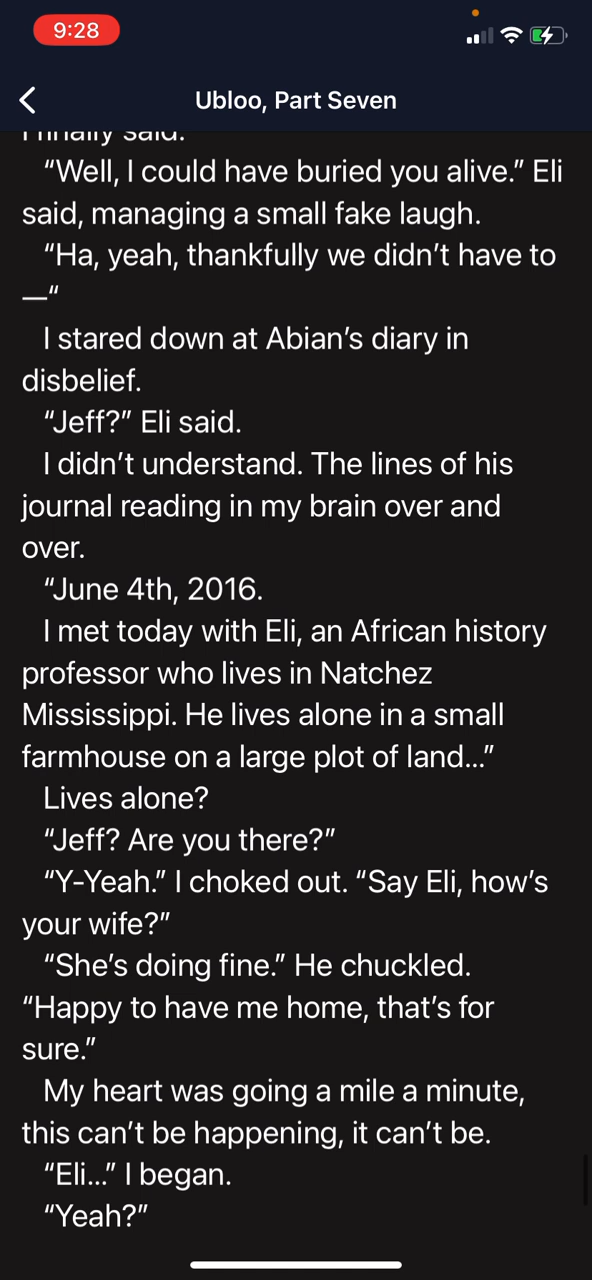 9:28
Ubloo, Part Seven
I finally said.
“Well, I could have buried you alive.” Eli
said, managing a small fake laugh.
“Ha, yeah, thankfully we didn’t have to
—“
I stared down at Abian’s diary in
disbelief.
“Jeff?” Eli said.
I didn’t understand. The lines of his
journal reading in my brain over and
over.
“June 4th, 2016.
I met today with Eli, an African history
professor who lives in Natchez
Mississippi. He lives alone in a small
farmhouse on a large plot of land…”
Lives alone?
“Jeff? Are you there?”
“Y-Yeah.” I choked out. “Say Eli, how’s
your wife?”
“She’s doing fine.” He chuckled.
“Happy to have me home, that’s for
sure.”
My heart was going a mile a minute,
this can’t be happening, it can’t be.
“Eli…” I began.
“Yeah?”